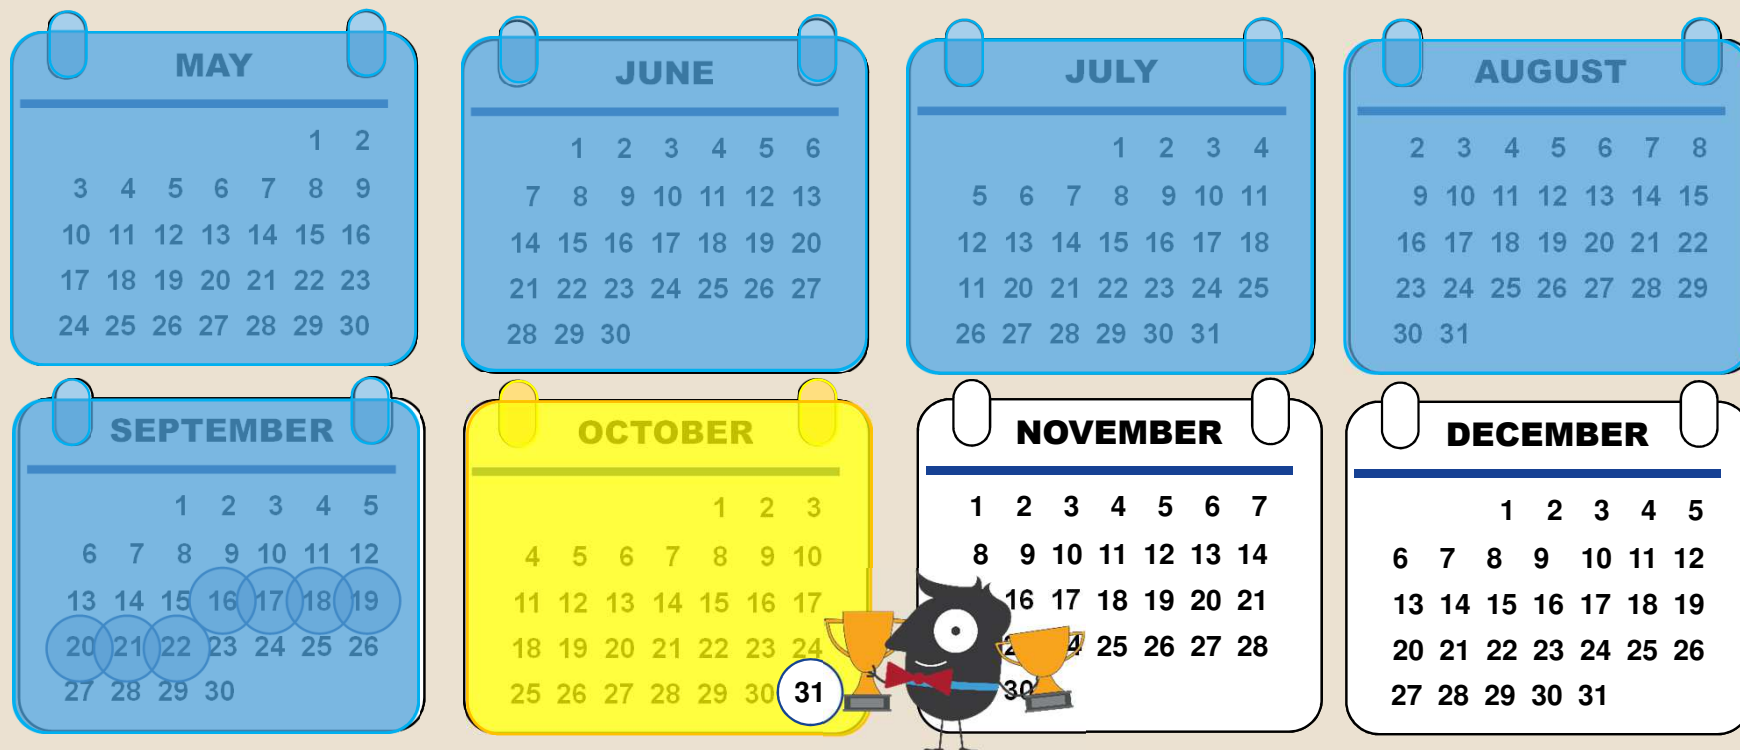 MAY
1 2
3 4 5 6 7 8 9
10 11 12 13 14 15 16
17 18 19 20 21 22 23
24 25 26 27 28 29 30
JUNE
1 2 3 4 5 6
7 8 9 10 11 12 13
14 15 16 17 18 19 20
21 22 23 24 25 26 27
28 29 30
JULY
1 2 3 4
5 6 7 8 9 10 11
12 13 14 15 16 17 18
11 20 21 22 23 24 25
26 27 28 29 30 31
AUGUST
2 3 4 5 6 7 8
9 10 11 12 13 14 15
16 17 18 19 20 21 22
23 24 25 26 27 28 29
30 31
SEPTEMBER
1 2 3 4 5
6 7 8 9 10 11 12
13 14 15 16 17 18 19
20 21 22 23 24 25 26
27 28 29 30
OCTOBER
1 2 3
4 5 6 7 8 9 10
11 12 13 14 15 16 17
18 19 20 21 22 23 24
25 26 27 28 29 30 31
NOVEMBER
1 2 3 4 5 6 7
8 9 10 11 12 13 14
16 17 18 19 20 21
25 26 27 28
30
DECEMBER
1 2 3 4 5
6 7 8 9 10 11 12
13 14 15 16 17 18 19
20 21 22 23 24 25 26
27 28 29 30 31